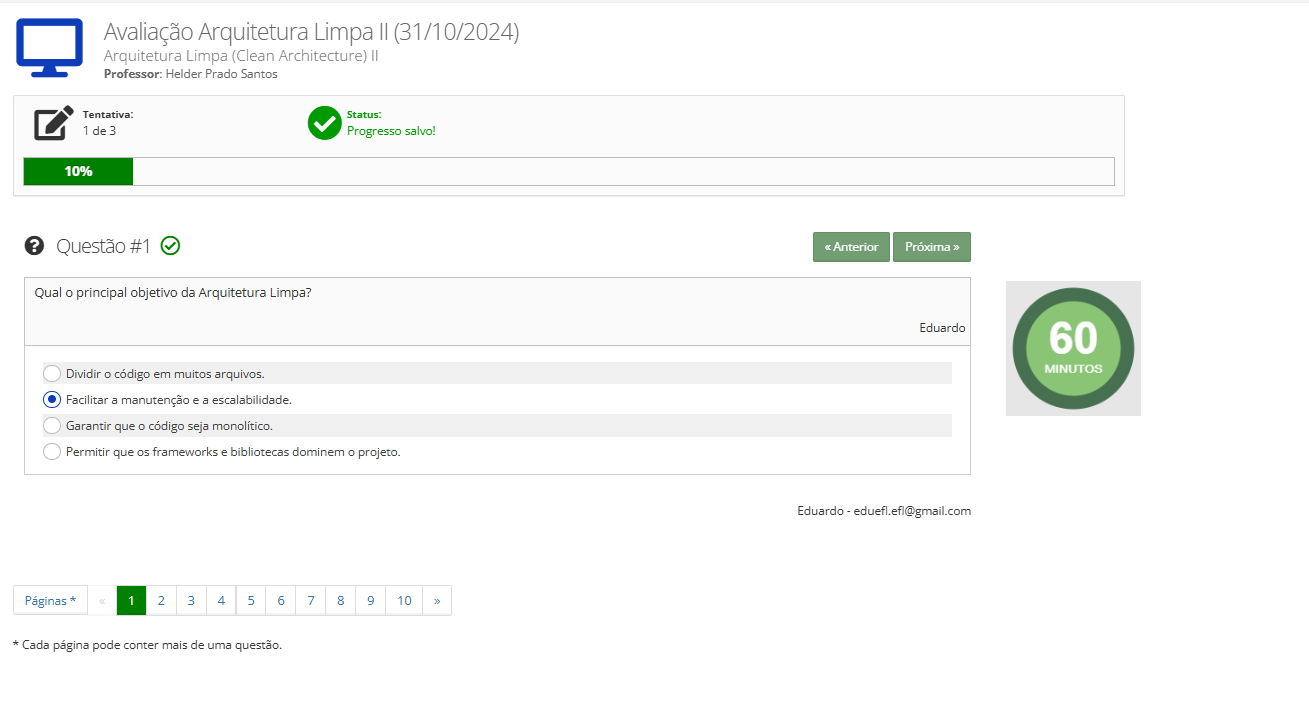 Avaliação Arquitetura Limpa II (31/10/2024)
Arquitetura Limpa (Clean Architecture) II
Professor: Helder Prado Santos
Tentativa:
1 de 3
Status:
Progresso salvo!
10%
Questão #1
« Anterior
Próxima »
Qual o principal objetivo da Arquitetura Limpa?
Eduardo
Dividir o código em muitos arquivos.
Facilitar a manutenção e a escalabilidade.
Garantir que o código seja monolítico.
Permitir que os frameworks e bibliotecas dominem o projeto.
60
MINUTOS
Eduardo - eduefl.efl@gmail.com
Páginas * « 1 2 3 4 5 6 7 8 9 10 »
* Cada página pode conter mais de uma questão.